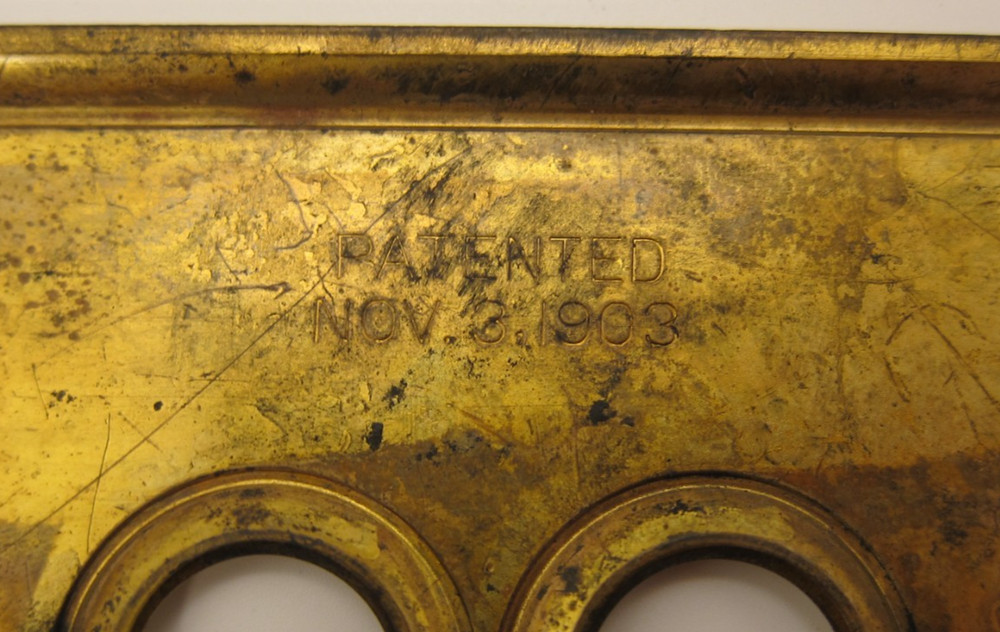 PATENTED
NOV. 3. 1903